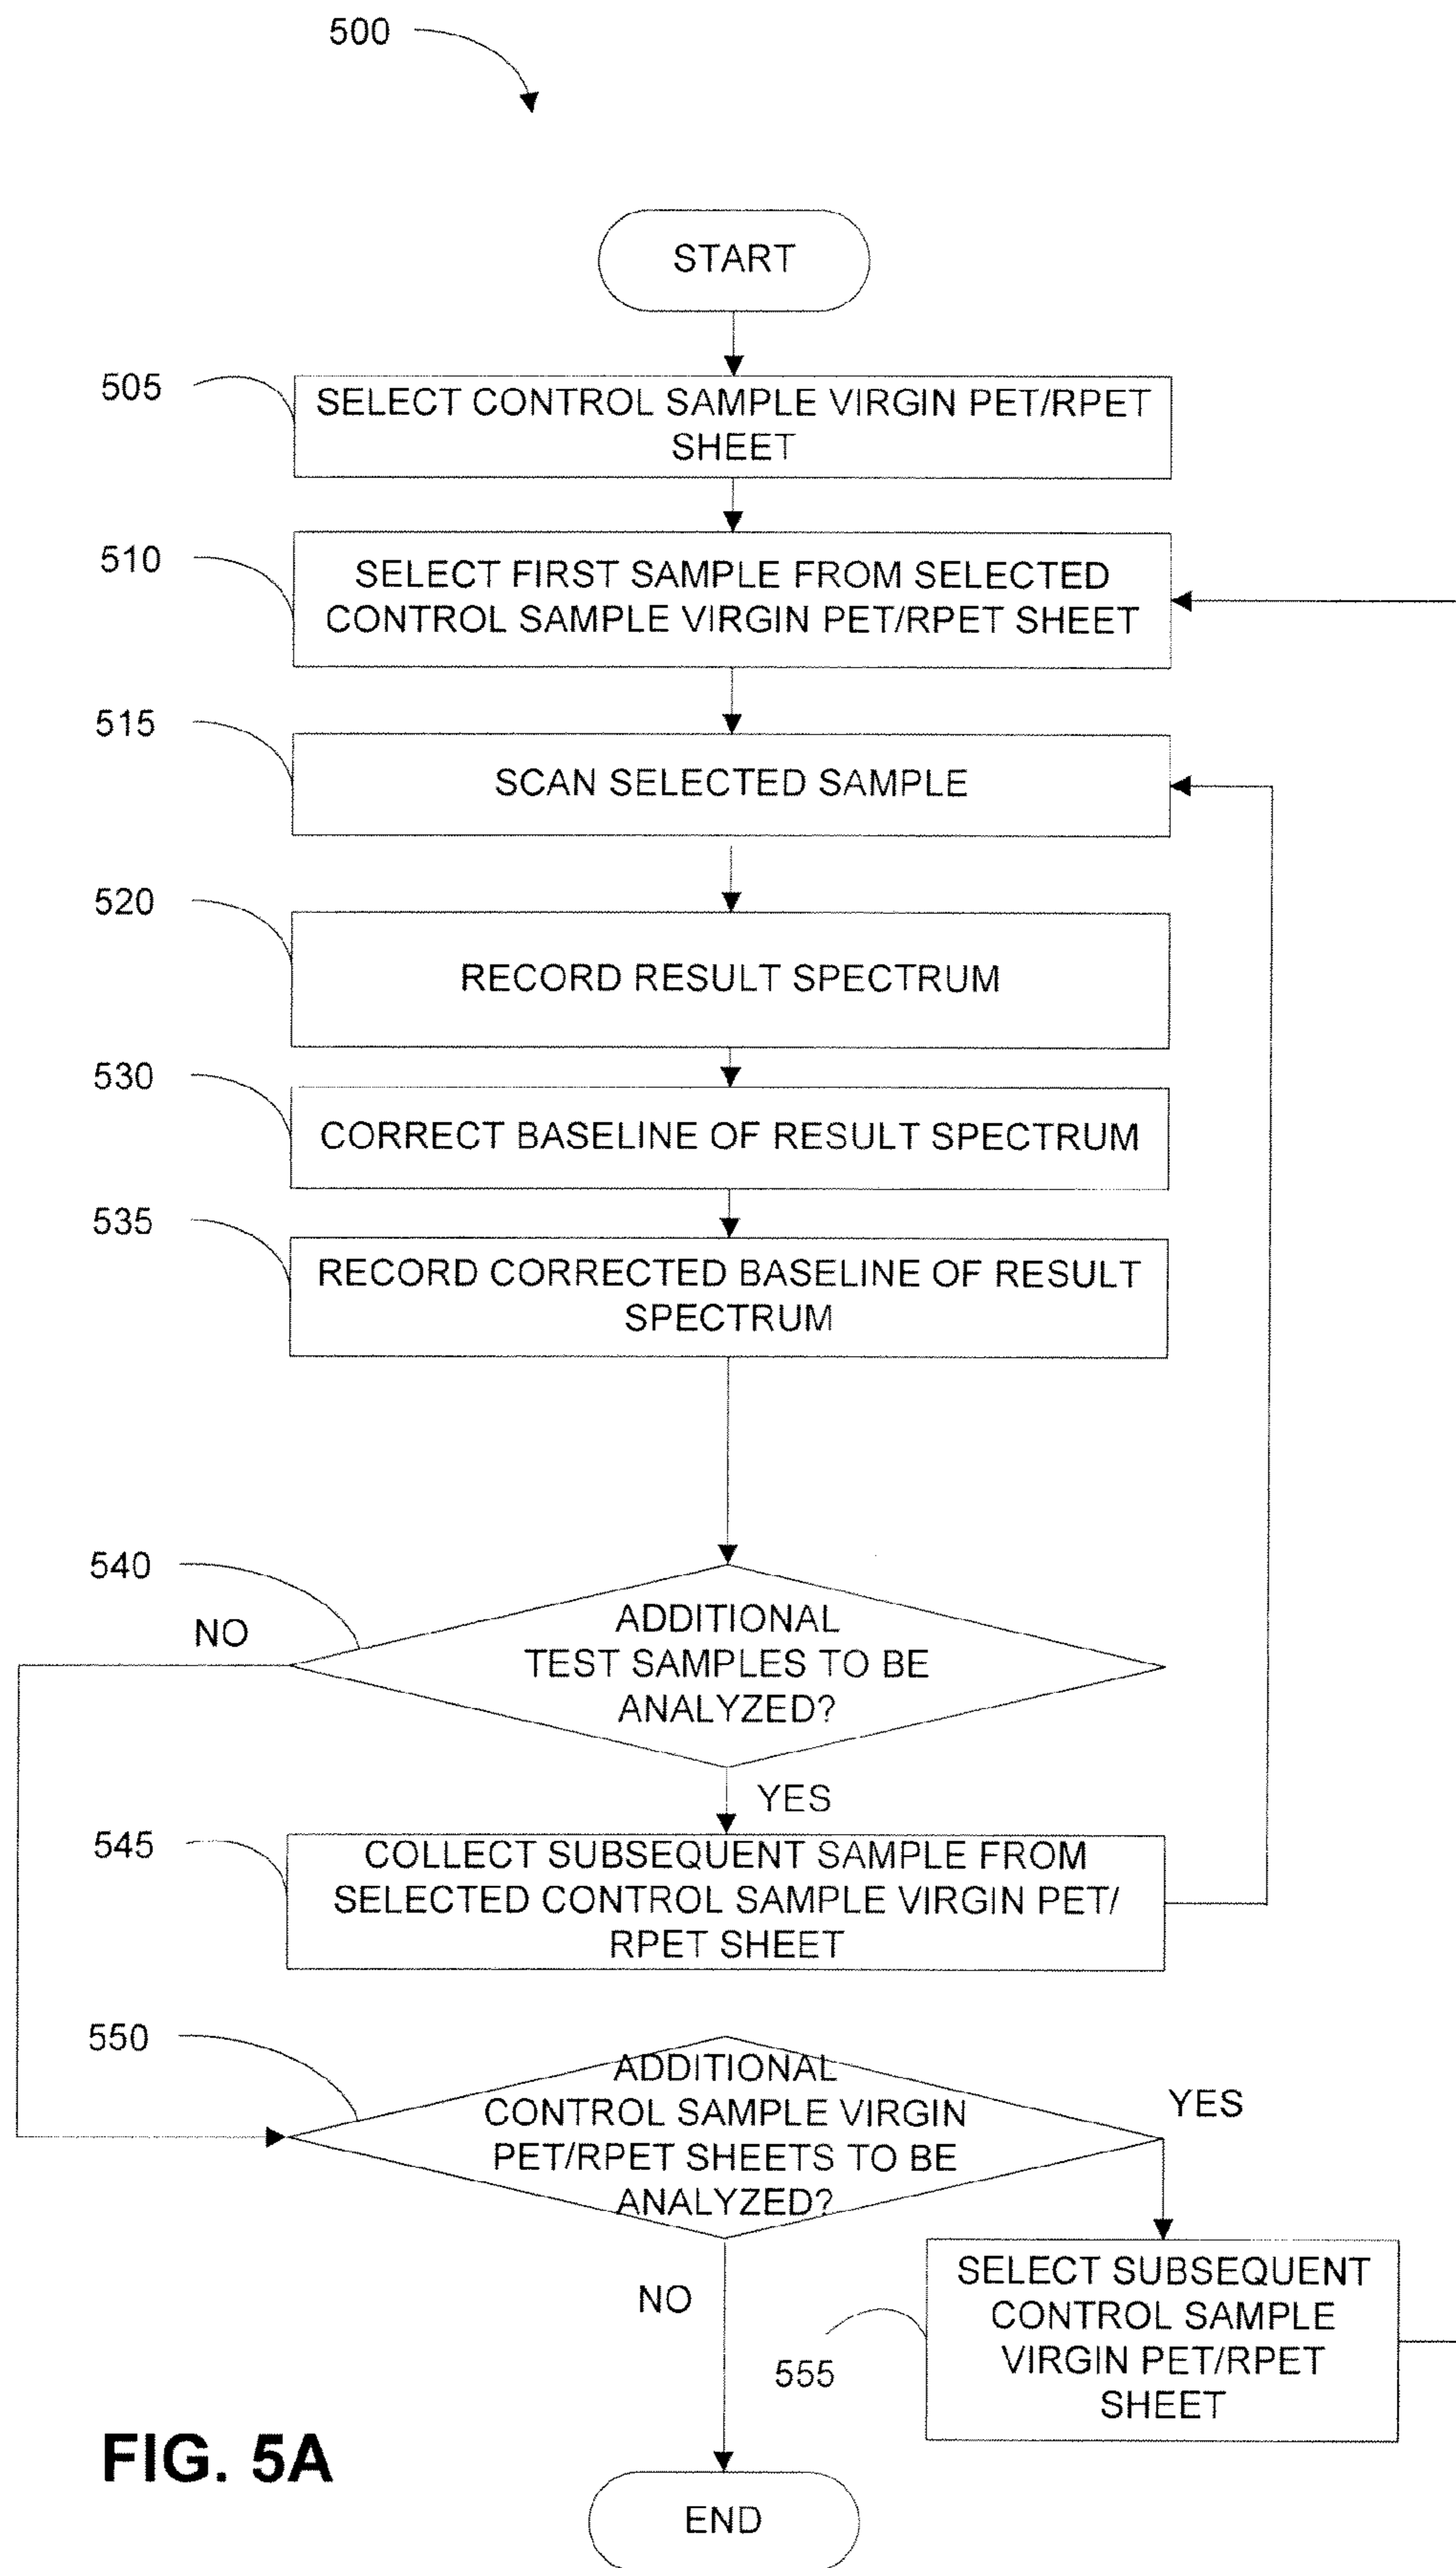 500
START
505
SELECT CONTROL SAMPLE VIRGIN PET/RPET
SHEET
510
SELECT FIRST SAMPLE FROM SELECTED
CONTROL SAMPLE VIRGIN PET/RPET SHEET
515
SCAN SELECTED SAMPLE
520
RECORD RESULT SPECTRUM
530
CORRECT BASELINE OF RESULT SPECTRUM
535
RECORD CORRECTED BASELINE OF RESULT
SPECTRUM
540
NO
ADDITIONAL
TEST SAMPLES TO BE
ANALYZED?
YES
545
COLLECT SUBSEQUENT SAMPLE FROM
SELECTED CONTROL SAMPLE VIRGIN PET/
RPET SHEET
550
ADDITIONAL
CONTROL SAMPLE VIRGIN
PET/RPET SHEETS TO BE
ANALYZED?
YES
NO
555
SELECT SUBSEQUENT
CONTROL SAMPLE
VIRGIN PET/RPET
SHEET
FIG. 5A
END